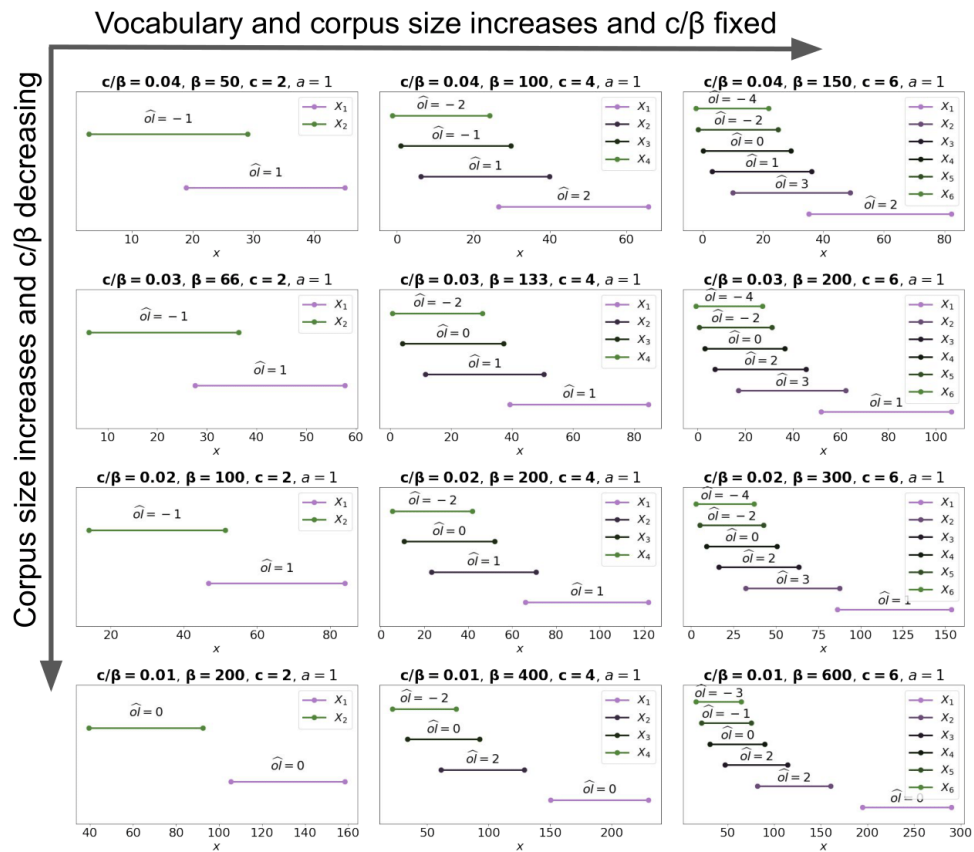 Vocabulary and corpus size increases and c/β fixed
Corpus size increases and c/β decreasing
c/β = 0.04, β = 50, c = 2, a = 1
ol = −1
ol = 1
X1
X2
10 20 30 40
x
c/β = 0.04, β = 100, c = 4, a = 1
ol = −2
ol = −1
ol = 1
ol = 2
X1
X2
X3
X4
0 20 40 60
x
c/β = 0.04, β = 150, c = 6, a = 1
ol = −4
ol = −2
ol = 0
ol = 1
ol = 3
ol = 2
X1
X2
X3
X4
X5
X6
0 20 40 60 80
x
c/β = 0.03, β = 66, c = 2, a = 1
ol = −1
ol = 1
X1
X2
10 20 30 40 50 60
x
c/β = 0.03, β = 133, c = 4, a = 1
ol = −2
ol = 0
ol = 1
ol = 1
X1
X2
X3
X4
0 20 40 60 80
x
c/β = 0.03, β = 200, c = 6, a = 1
ol = −4
ol = −2
ol = 0
ol = 2
ol = 3
ol = 1
X1
X2
X3
X4
X5
X6
0 20 40 60 80 100
x
c/β = 0.02, β = 100, c = 2, a = 1
ol = −1
ol = 1
X1
X2
20 40 60 80
x
c/β = 0.02, β = 200, c = 4, a = 1
ol = −2
ol = 0
ol = 1
ol = 1
X1
X2
X3
X4
0 20 40 60 80 100 120
x
c/β = 0.02, β = 300, c = 6, a = 1
ol = −4
ol = −2
ol = 0
ol = 2
ol = 3
ol = 1
X1
X2
X3
X4
X5
X6
0 25 50 75 100 125 150
x
c/β = 0.01, β = 200, c = 2, a = 1
ol = 0
ol = 0
X1
X2
40 60 80 100 120 140 160
x
c/β = 0.01, β = 400, c = 4, a = 1
ol = −2
ol = 0
ol = 2
ol = 0
X1
X2
X3
X4
50 100 150 200
x
c/β = 0.01, β = 600, c = 6, a = 1
ol = −3
ol = −1
ol = 0
ol = 2
ol = 2
ol = 0
X1
X2
X3
X4
X5
X6
50 100 150 200 250 300
x